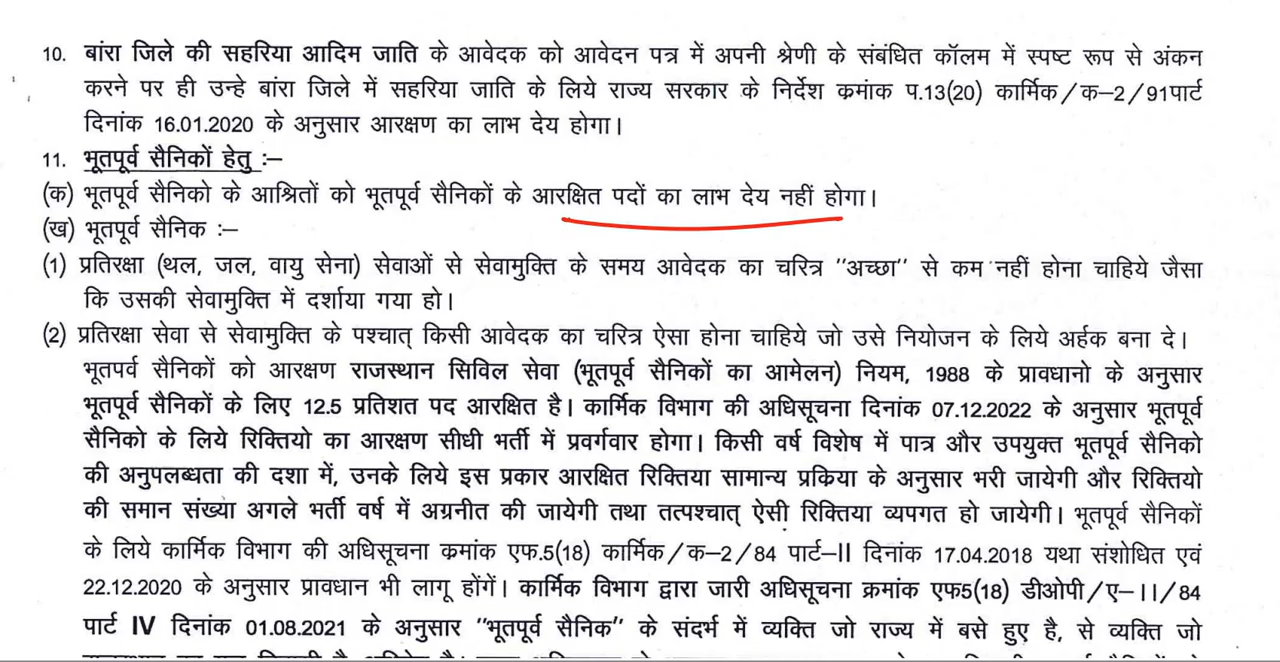 10. बांरा जिले की सहरिया आदिम जाति के आवेदक को आवेदन पत्र में अपनी श्रेणी के संबंधित कॉलम में स्पष्ट रूप से अंकन
करने पर ही उन्हे बांरा जिले में सहरिया जाति के लिये राज्य सरकार के निर्देश क्रमांक प.13(20) कार्मिक/क–2/91पार्ट
दिनांक 16.01.2020 के अनुसार आरक्षण का लाभ देय होगा।
11. भूतपूर्व सैनिकों हेतु :–
(क) भूतपूर्व सैनिको के आश्रितों को भूतपूर्व सैनिकों के आरक्षित पदों का लाभ देय नहीं होगा।
(ख) भूतपूर्व सैनिक :–
(1) प्रतिरक्षा (थल, जल, वायु सेना) सेवाओं से सेवामुक्ति के समय आवेदक का चरित्र "अच्छा" से कम नहीं होना चाहिये जैसा
कि उसकी सेवामुक्ति में दर्शाया गया हो।
(2) प्रतिरक्षा सेवा से सेवामुक्ति के पश्चात् किसी आवेदक का चरित्र ऐसा होना चाहिये जो उसे नियोजन के लिये अर्हक बना दे।
भूतपर्व सैनिकों को आरक्षण राजस्थान सिविल सेवा (भूतपूर्व सैनिकों का आमेलन) नियम, 1988 के प्रावधानो के अनुसार
भूतपूर्व सैनिकों के लिए 12.5 प्रतिशत पद आरक्षित है। कार्मिक विभाग की अधिसूचना दिनांक 07.12.2022 के अनुसार भूतपूर्व
सैनिको के लिये रिक्तियो का आरक्षण सीधी भर्ती में प्रवर्गवार होगा। किसी वर्ष विशेष में पात्र और उपयुक्त भूतपूर्व सैनिको
की अनुपलब्धता की दशा में, उनके लिये इस प्रकार आरक्षित रिक्तिया सामान्य प्रकिया के अनुसार भरी जायेगी और रिक्तियो
की समान संख्या अगले भर्ती वर्ष में अग्रनीत की जायेगी तथा तत्पश्चात् ऐसी रिक्तिया व्यपगत हो जायेगी। भूतपूर्व सैनिकों
के लिये कार्मिक विभाग की अधिसूचना क्रमांक एफ.5(18) कार्मिक/क–2/84 पार्ट–II दिनांक 17.04.2018 यथा संशोधित एवं
22.12.2020 के अनुसार प्रावधान भी लागू होंगें। कार्मिक विभाग द्वारा जारी अधिसूचना क्रमांक एफ5(18) डीओपी/ए–।।/84
पार्ट IV दिनांक 01.08.2021 के अनुसार "भूतपूर्व सैनिक" के संदर्भ में व्यक्ति जो राज्य में बसे हुए है, से व्यक्ति जो